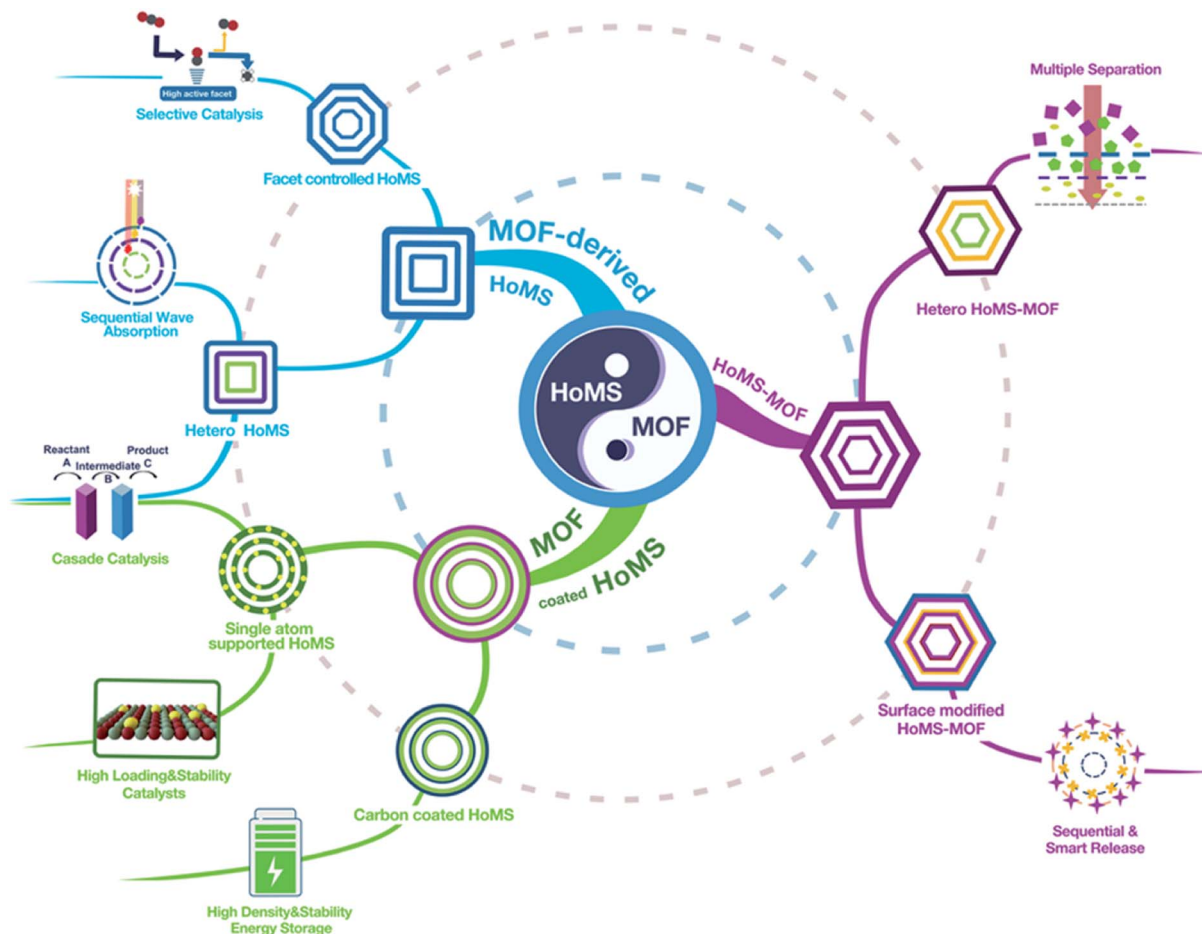 High active facet
Selective Catalysis
Facet controlled HoMS
Multiple Separation
MOF-derived
HoMS
Sequential Wave
Absorption
Hetero HoMS
HoMS
MOF
HoMS-MOF
Hetero HoMS-MOF
Reactant
A
Intermediate
B
Product
C
Casade Catalysis
MOF
coated HoMS
Single atom
supported HoMS
High Loading&Stability
Catalysts
Carbon coated HoMS
High Density&Stability
Energy Storage
Surface modified
HoMS-MOF
Sequential &
Smart Release